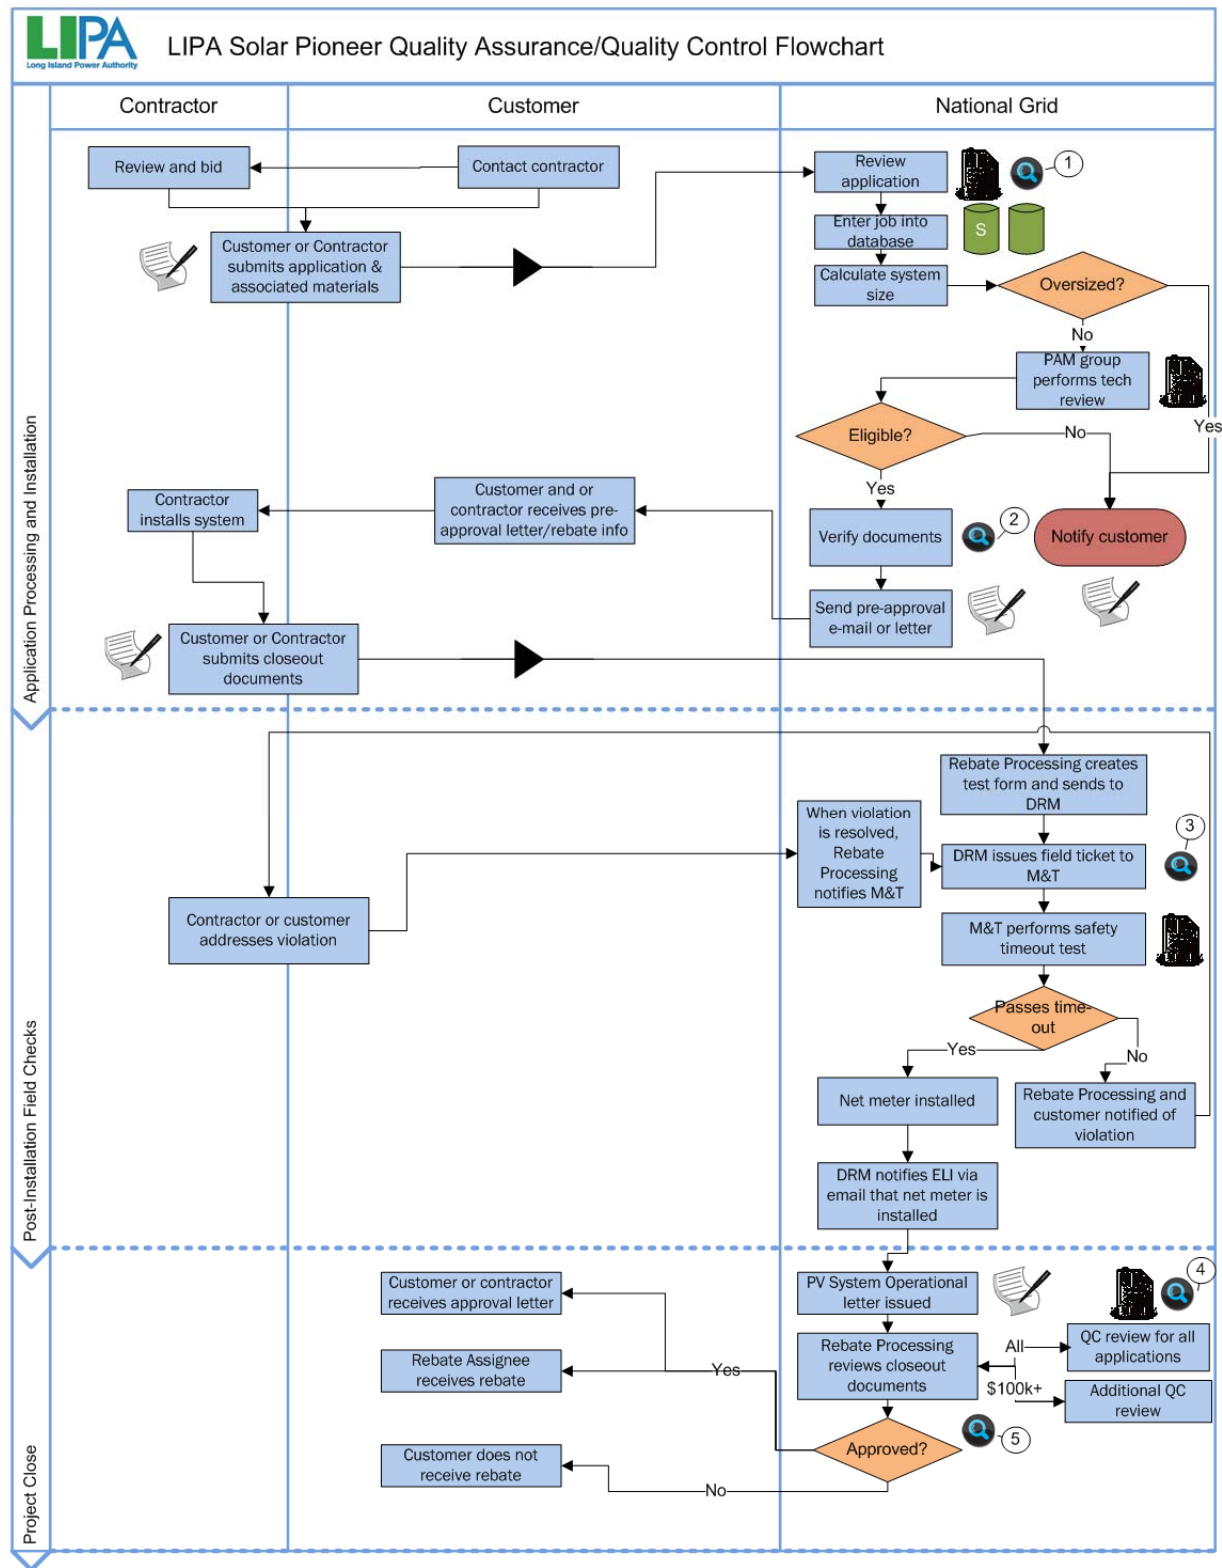 LIPA
Long Island Power Authority
LIPA Solar Pioneer Quality Assurance/Quality Control Flowchart
Contractor
Customer
National Grid
Application Processing and Installation
Review and bid
Contact contractor
Review
application
1
Enter job into
database
S
Customer or Contractor
submits application &
associated materials
Calculate system
size
Oversized?
No
Yes
PAM group
performs tech
review
Eligible?
No
Yes
Contractor
installs system
Customer and or
contractor receives pre-
approval letter/rebate info
Verify documents
2
Notify customer
Send pre-approval
e-mail or letter
Customer or Contractor
submits closeout
documents
Post-Installation Field Checks
Rebate Processing creates
test form and sends to
DRM
When violation
is resolved,
Rebate
Processing
notifies M&T
DRM issues field ticket to
M&T
3
Contractor or customer
addresses violation
M&T performs safety
timeout test
Passes time-
out
Yes
No
Net meter installed
Rebate Processing and
customer notified of
violation
DRM notifies ELI via
email that net meter is
installed
Project Close
Customer or contractor
receives approval letter
PV System Operational
letter issued
4
Rebate Assignee
receives rebate
Yes
Rebate Processing
reviews closeout
documents
All
QC review for all
applications
$100k+
Additional QC
review
Approved?
5
Customer does not
receive rebate
No